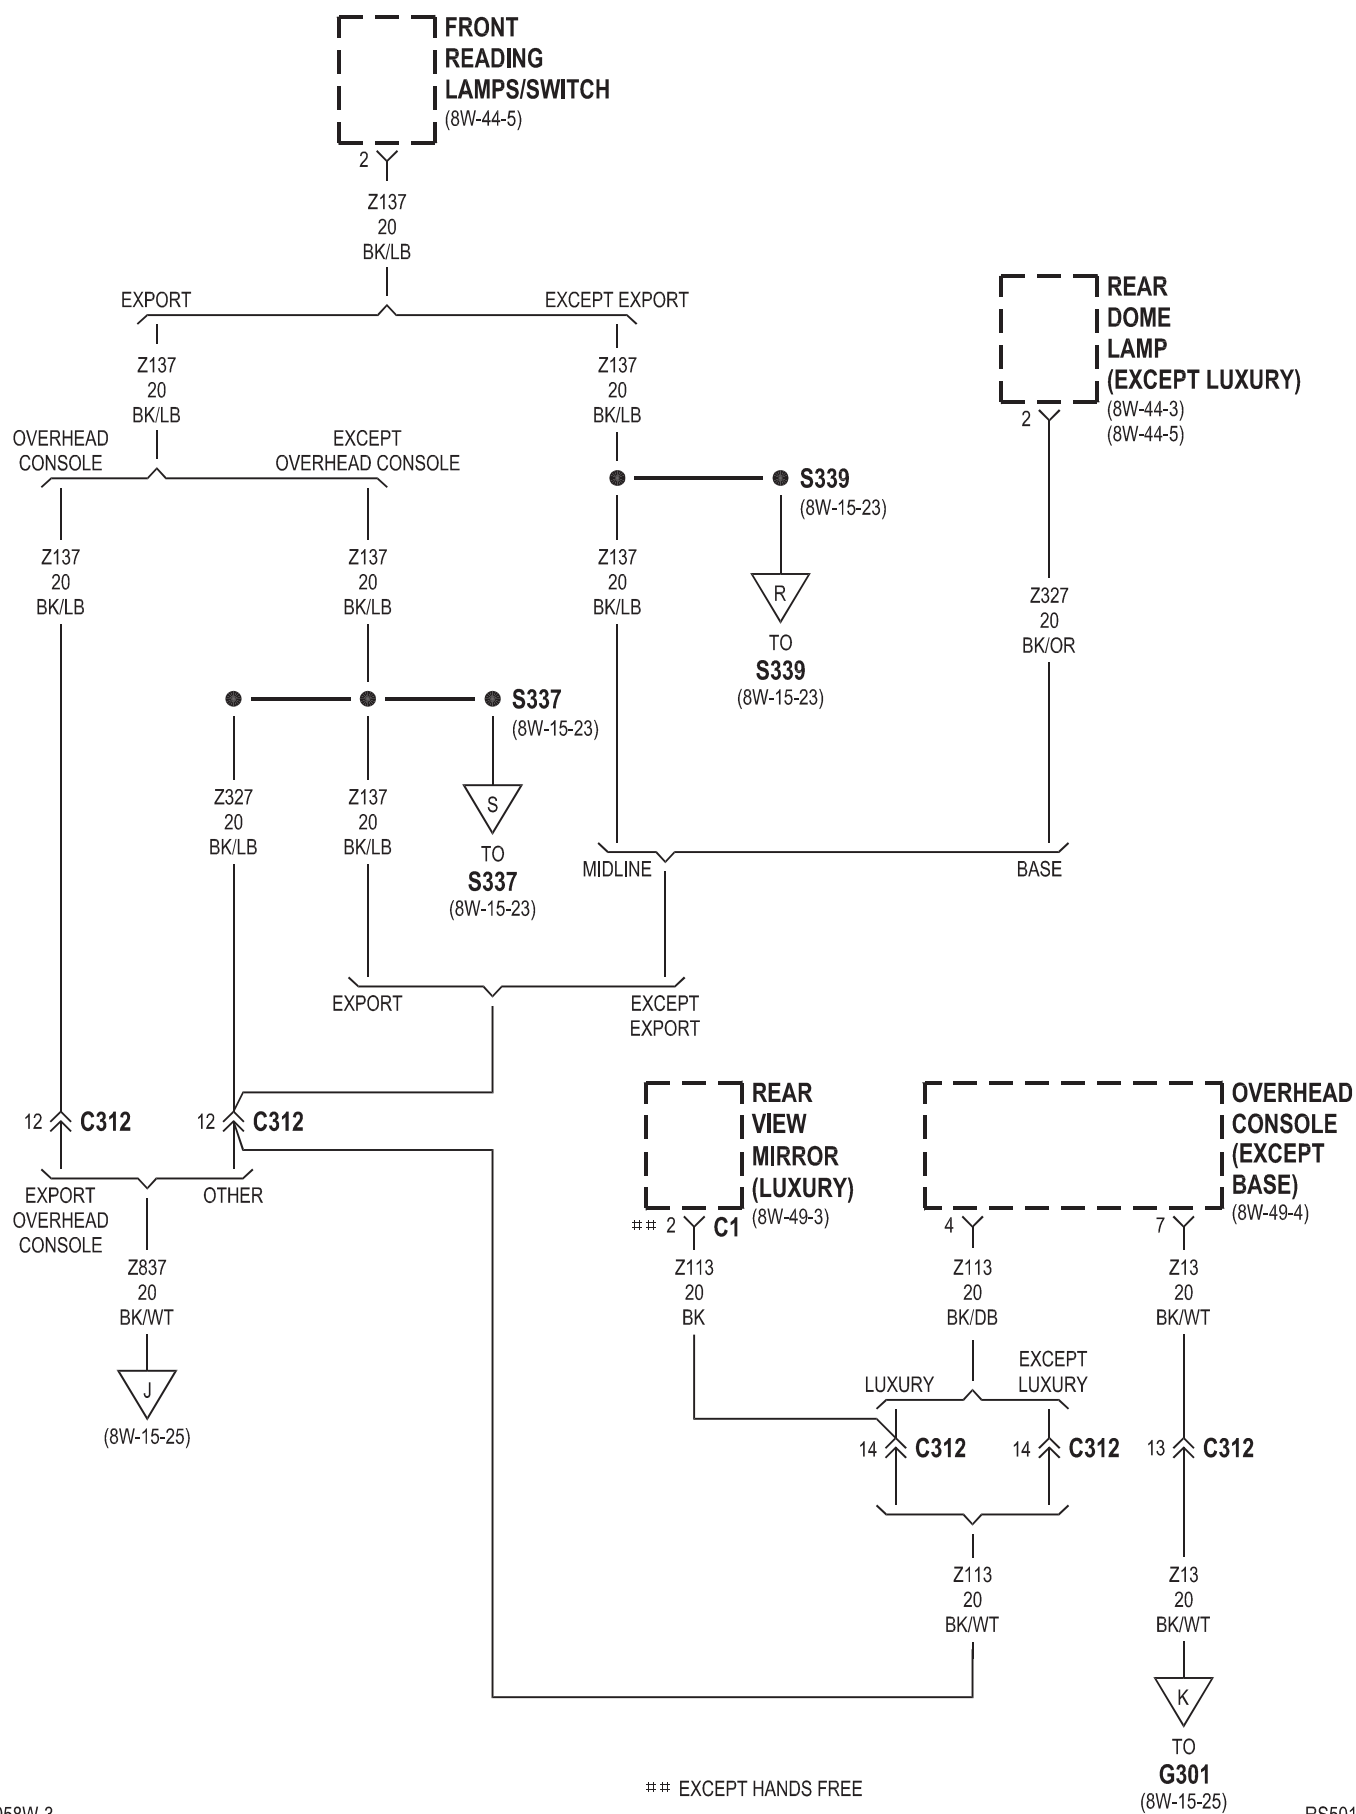 FRONT
READING
LAMPS/SWITCH
(8W-44-5)
2
Z137
20
BK/LB
EXPORT
EXCEPT EXPORT
Z137
20
BK/LB
Z137
20
BK/LB
REAR
DOME
LAMP
(EXCEPT LUXURY)
(8W-44-3)
(8W-44-5)
2
OVERHEAD
CONSOLE
EXCEPT
OVERHEAD CONSOLE
S339
(8W-15-23)
Z137
20
BK/LB
Z137
20
BK/LB
Z137
20
BK/LB
R
TO
S339
(8W-15-23)
Z327
20
BK/OR
S337
(8W-15-23)
Z327
20
BK/LB
Z137
20
BK/LB
S
TO
S337
(8W-15-23)
MIDLINE
BASE
EXPORT
EXCEPT
EXPORT
12 C312
12 C312
EXPORT
OVERHEAD
CONSOLE
OTHER
Z837
20
BK/WT
J
(8W-15-25)
REAR
VIEW
MIRROR
(LUXURY)
(8W-49-3)
## 2 C1
OVERHEAD
CONSOLE
(EXCEPT
BASE)
(8W-49-4)
4
7
Z113
20
BK
Z113
20
BK/DB
Z13
20
BK/WT
LUXURY
EXCEPT
LUXURY
14 C312
14 C312
13 C312
Z113
20
BK/WT
Z13
20
BK/WT
K
TO
G301
(8W-15-25)
## EXCEPT HANDS FREE